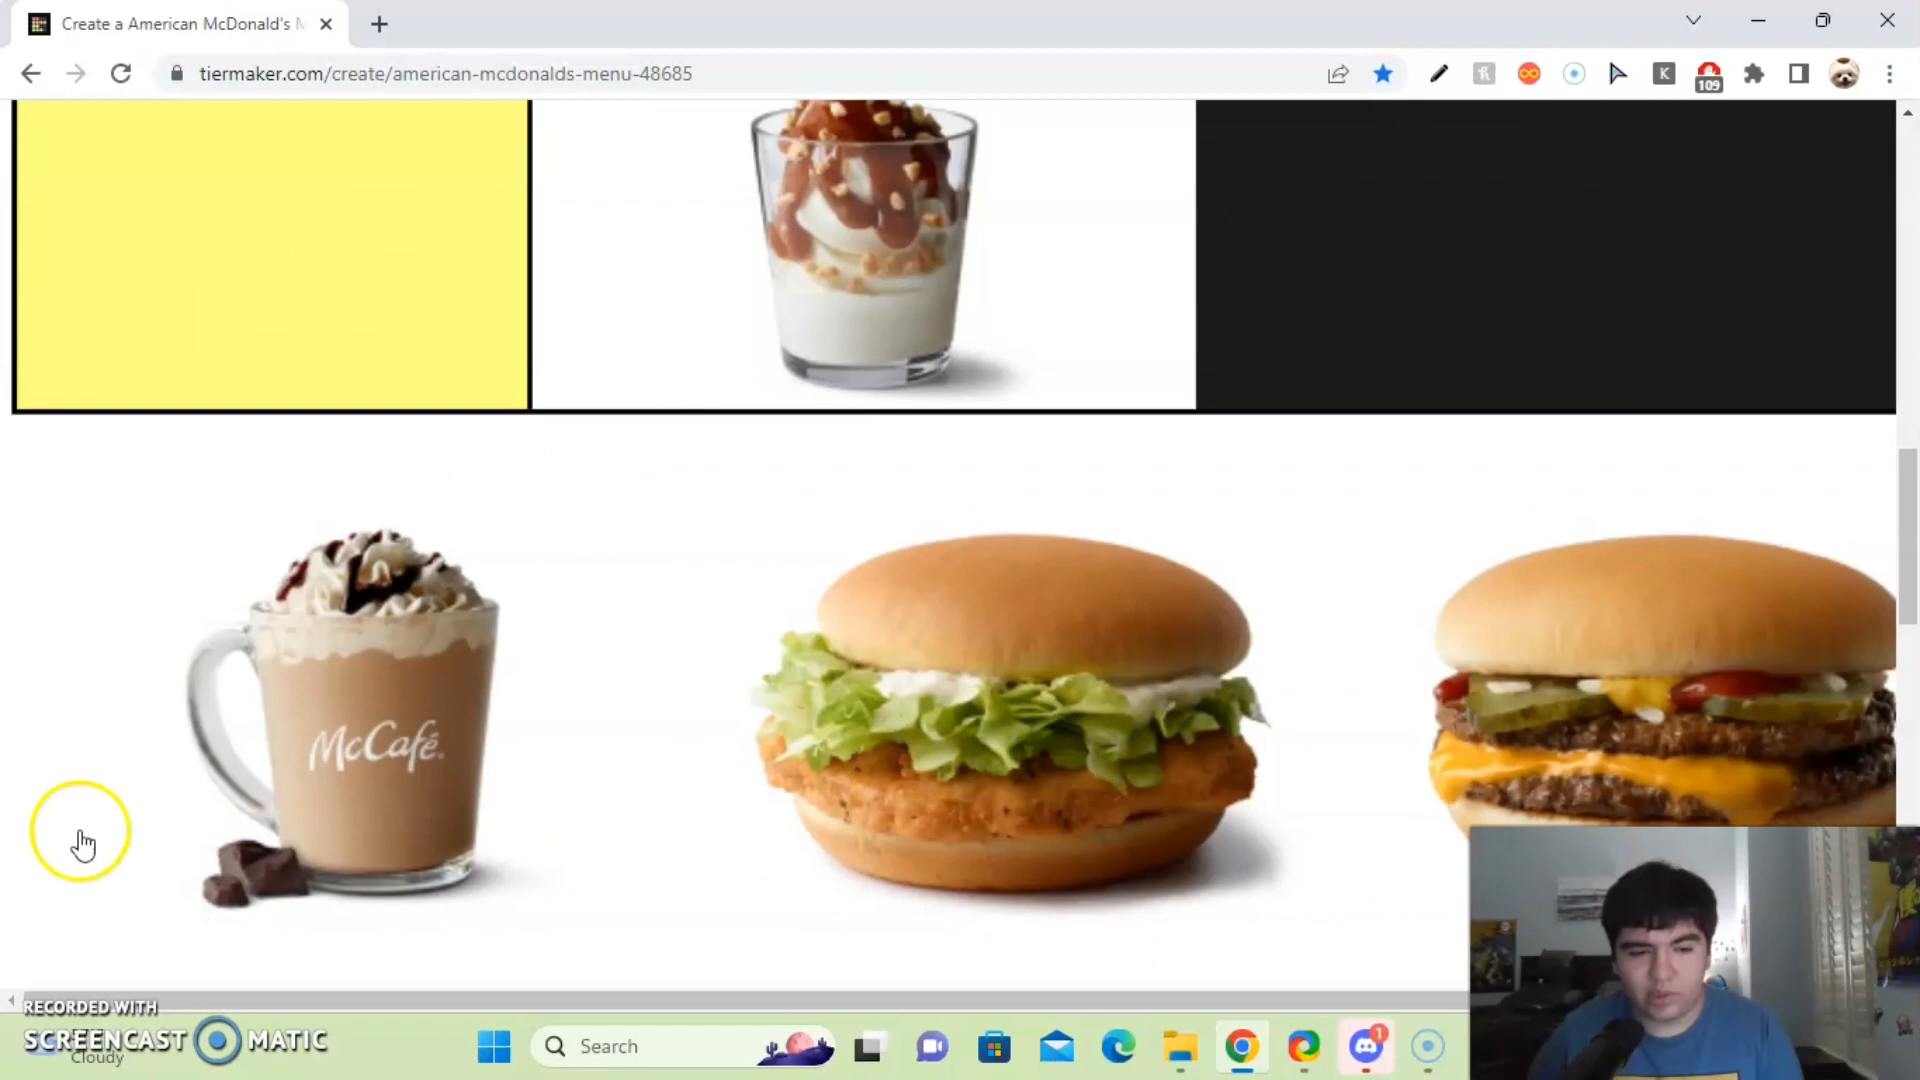 Create a American McDonald's M
tiermaker.com/create/american-mcdonalds-menu-48685
K
109
McCafé
RECORDED WITH
SCREENCAST MATIC
Cloudy
Search
1